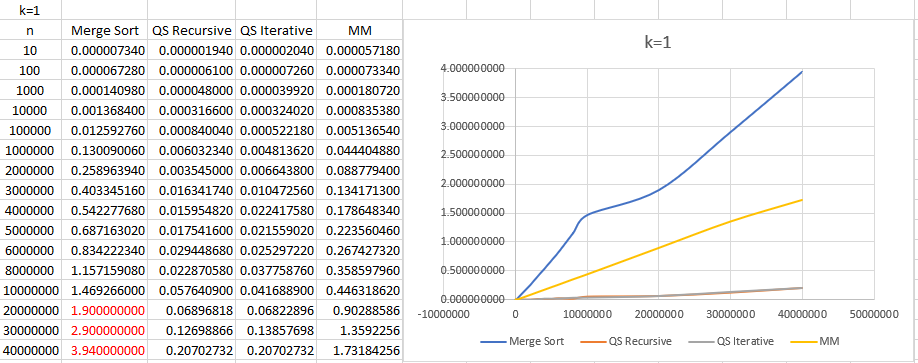 k=1
n Merge Sort QS Recursive QS Iterative MM
10 0.000007340 0.000001940 0.000002040 0.000057180
100 0.000067280 0.000006100 0.000007260 0.000073340
1000 0.000140980 0.000048000 0.000039920 0.000180720
10000 0.001368400 0.000316600 0.000324020 0.000835380
100000 0.012592760 0.000840040 0.000522180 0.005136540
1000000 0.130090060 0.006032340 0.004813620 0.044404880
2000000 0.258963940 0.003545000 0.006643800 0.088779400
3000000 0.403345160 0.016341740 0.010472560 0.134171300
4000000 0.542277680 0.015954820 0.022417580 0.178648340
5000000 0.687163020 0.017541600 0.021559020 0.223560460
6000000 0.834222340 0.029448680 0.025297220 0.267427320
8000000 1.157159080 0.022870580 0.037758760 0.358597960
10000000 1.469266000 0.057640900 0.041688900 0.446318620
20000000 1.900000000 0.06896818 0.06822896 0.90288586
30000000 2.900000000 0.12698866 0.13857698 1.3592256
40000000 3.940000000 0.20702732 0.20702732 1.73184256
k=1
4.000000000
3.500000000
3.000000000
2.500000000
2.000000000
1.500000000
1.000000000
0.500000000
0.000000000
-10000000 0 10000000 20000000 30000000 40000000 50000000
Merge Sort QS Recursive QS Iterative MM